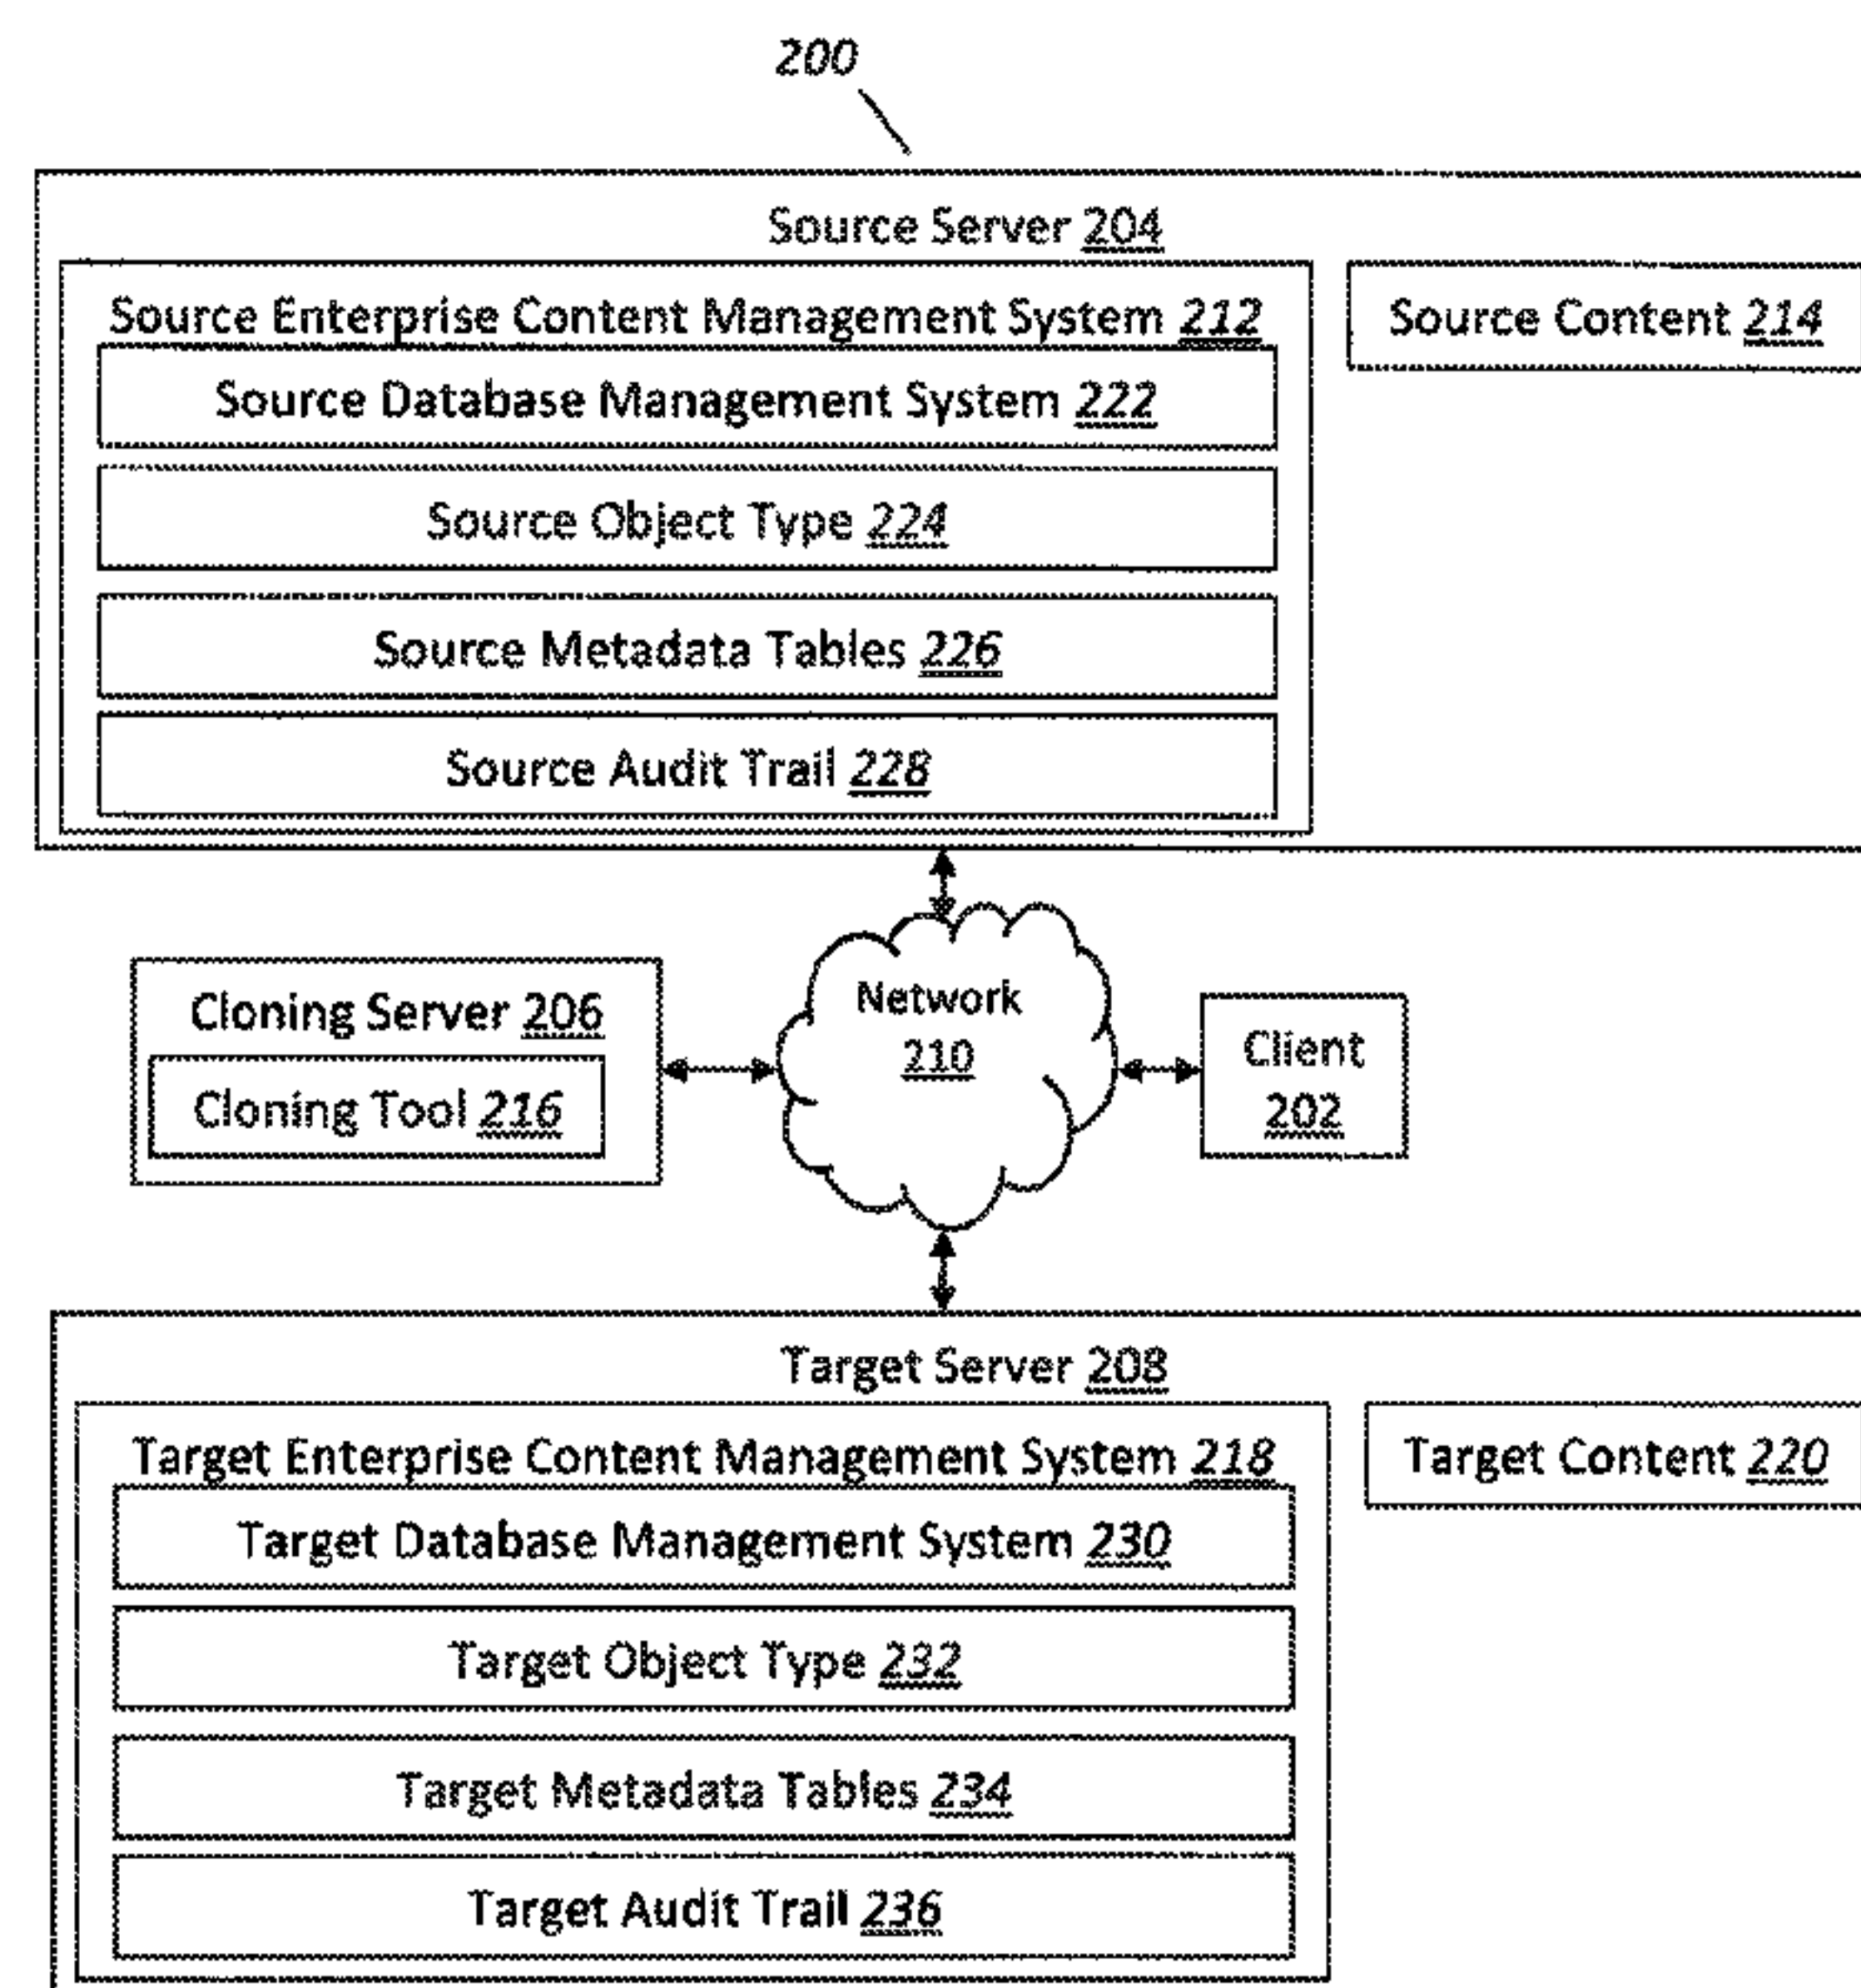 200
Source Server 204
Source Enterprise Content Management System 212
Source Content 214
Source Database Management System 222
Source Object Type 224
Source Metadata Tables 226
Source Audit Trail 228
Cloning Server 206
Cloning Tool 216
Network
210
Client
202
Target Server 208
Target Enterprise Content Management System 218
Target Content 220
Target Database Management System 230
Target Object Type 232
Target Metadata Tables 234
Target Audit Trail 236